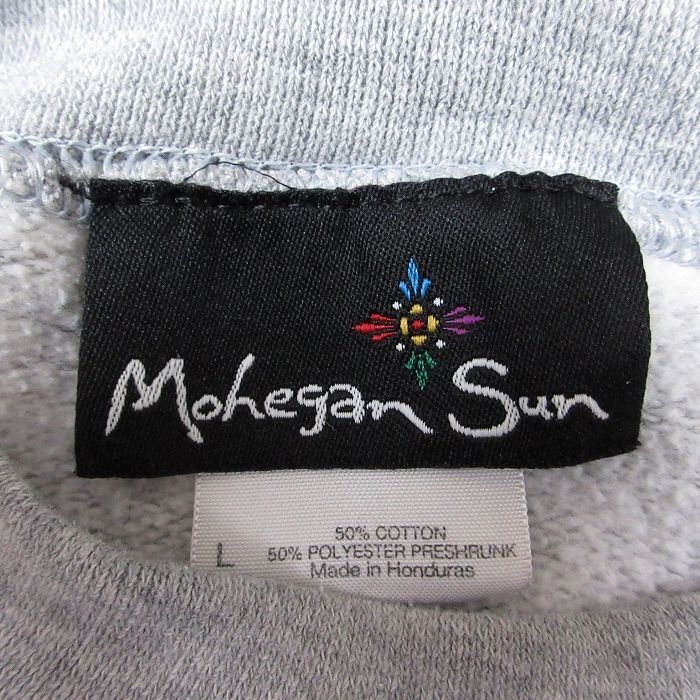 Mohegan Sun
L
50% COTTON
50% POLYESTER PRESHRUNK
Made in Honduras